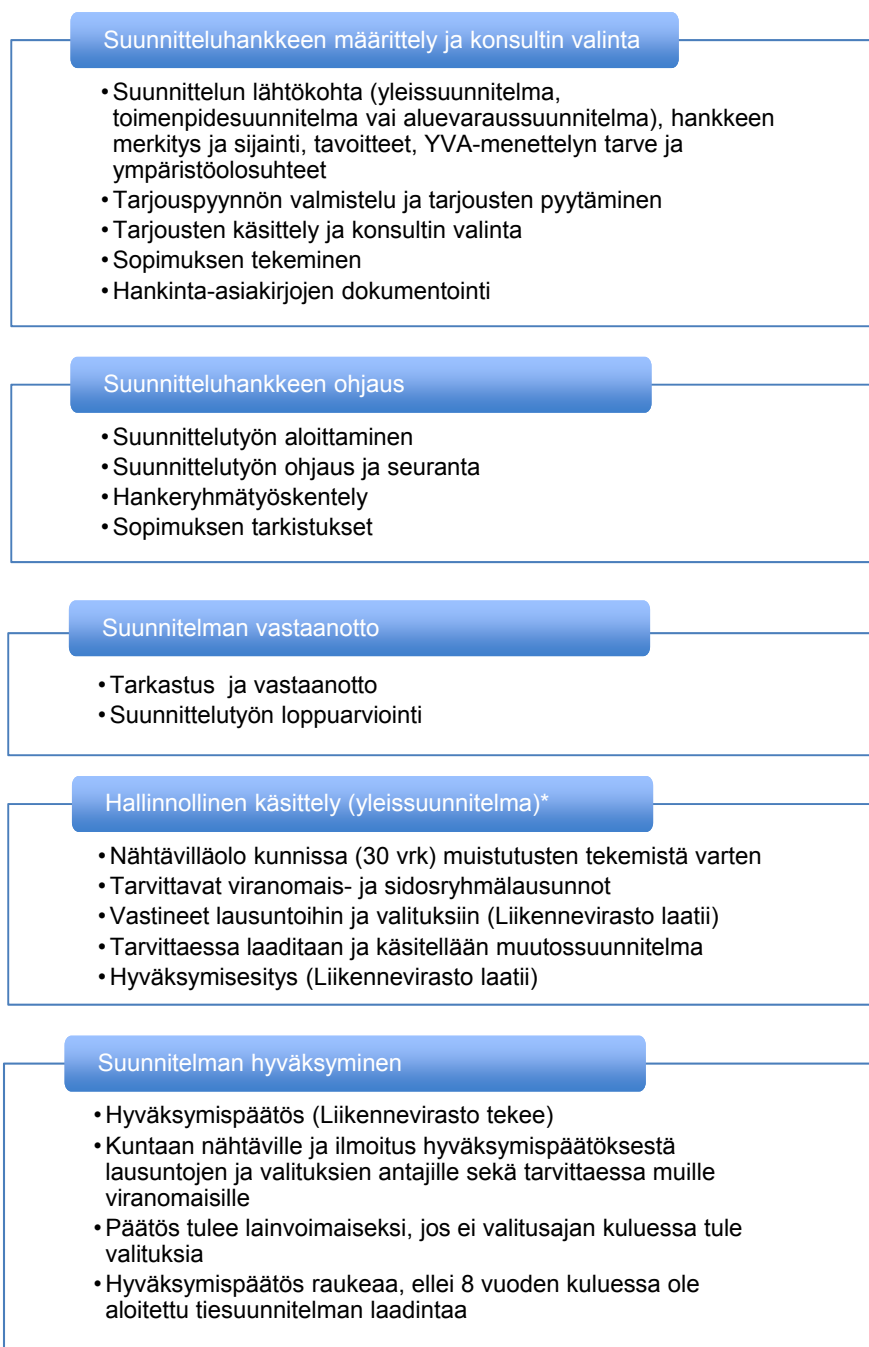 Suunnitteluhankkeen määrittely ja konsultin valinta
•Suunnittelun lähtökohta (yleissuunnitelma,
toimenpidesuunnitelma vai aluevaraussuunnitelma), hankkeen
merkitys ja sijainti, tavoitteet, YVA-menettelyn tarve ja
ympäristöolosuhteet
•Tarjouspyynnön valmistelu ja tarjousten pyytäminen
•Tarjousten käsittely ja konsultin valinta
•Sopimuksen tekeminen
•Hankinta-asiakirjojen dokumentointi
Suunnitteluhankkeen ohjaus
•Suunnittelutyön aloittaminen
•Suunnittelutyön ohjaus ja seuranta
•Hankeryhmätyöskentely
•Sopimuksen tarkistukset
Suunnitelman vastaanotto
•Tarkastus ja vastaanotto
•Suunnittelutyön loppuarviointi
Hallinnollinen käsittely (yleissuunnitelma)*
•Nähtävilläolo kunnissa (30 vrk) muistutusten tekemistä varten
•Tarvittavat viranomais- ja sidosryhmälausunnot
•Vastineet lausuntoihin ja valituksiin (Liikennevirasto laatii)
•Tarvittaessa laaditaan ja käsitellään muutossuunnitelma
•Hyväksymisesitys (Liikennevirasto laatii)
Suunnitelman hyväksyminen
•Hyväksymispäätös (Liikennevirasto tekee)
•Kuntaan nähtäville ja ilmoitus hyväksymispäätöksestä
lausuntojen ja valituksien antajille sekä tarvittaessa muille
viranomaisille
•Päätös tulee lainvoimaiseksi, jos ei valitusajan kuluessa tule
valituksia
•Hyväksymispäätös raukeaa, ellei 8 vuoden kuluessa ole
aloitettu tiesuunnitelman laadintaa